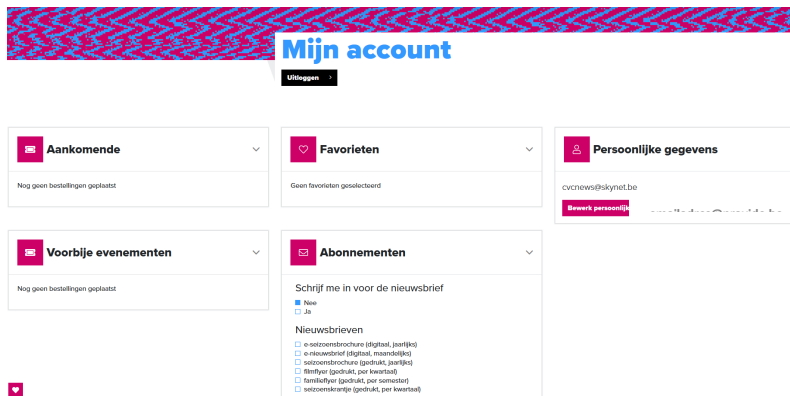 Mijn account
Uitloggen
Aankomende
Nog geen bestellingen geplaatst
Favorieten
Geen favorieten geselecteerd
Persoonlijke gegevens
cvcnews@skynet.be
Bewerk persoonlijk
Voorbije evenementen
Nog geen bestellingen geplaatst
Abonnementen
Schrijf me in voor de nieuwsbrief
Nee
Ja
Nieuwsbrieven
e-seizoensbrochure (digitaal, jaarlijks)
e-nieuwsbrief (digitaal, maandelijks)
seizoensbrochure (gedrukt, jaarlijks)
filmflyer (gedrukt, per kwartaal)
familieflyer (gedrukt, per semester)
seizoenskrantje (gedrukt, per kwartaal)